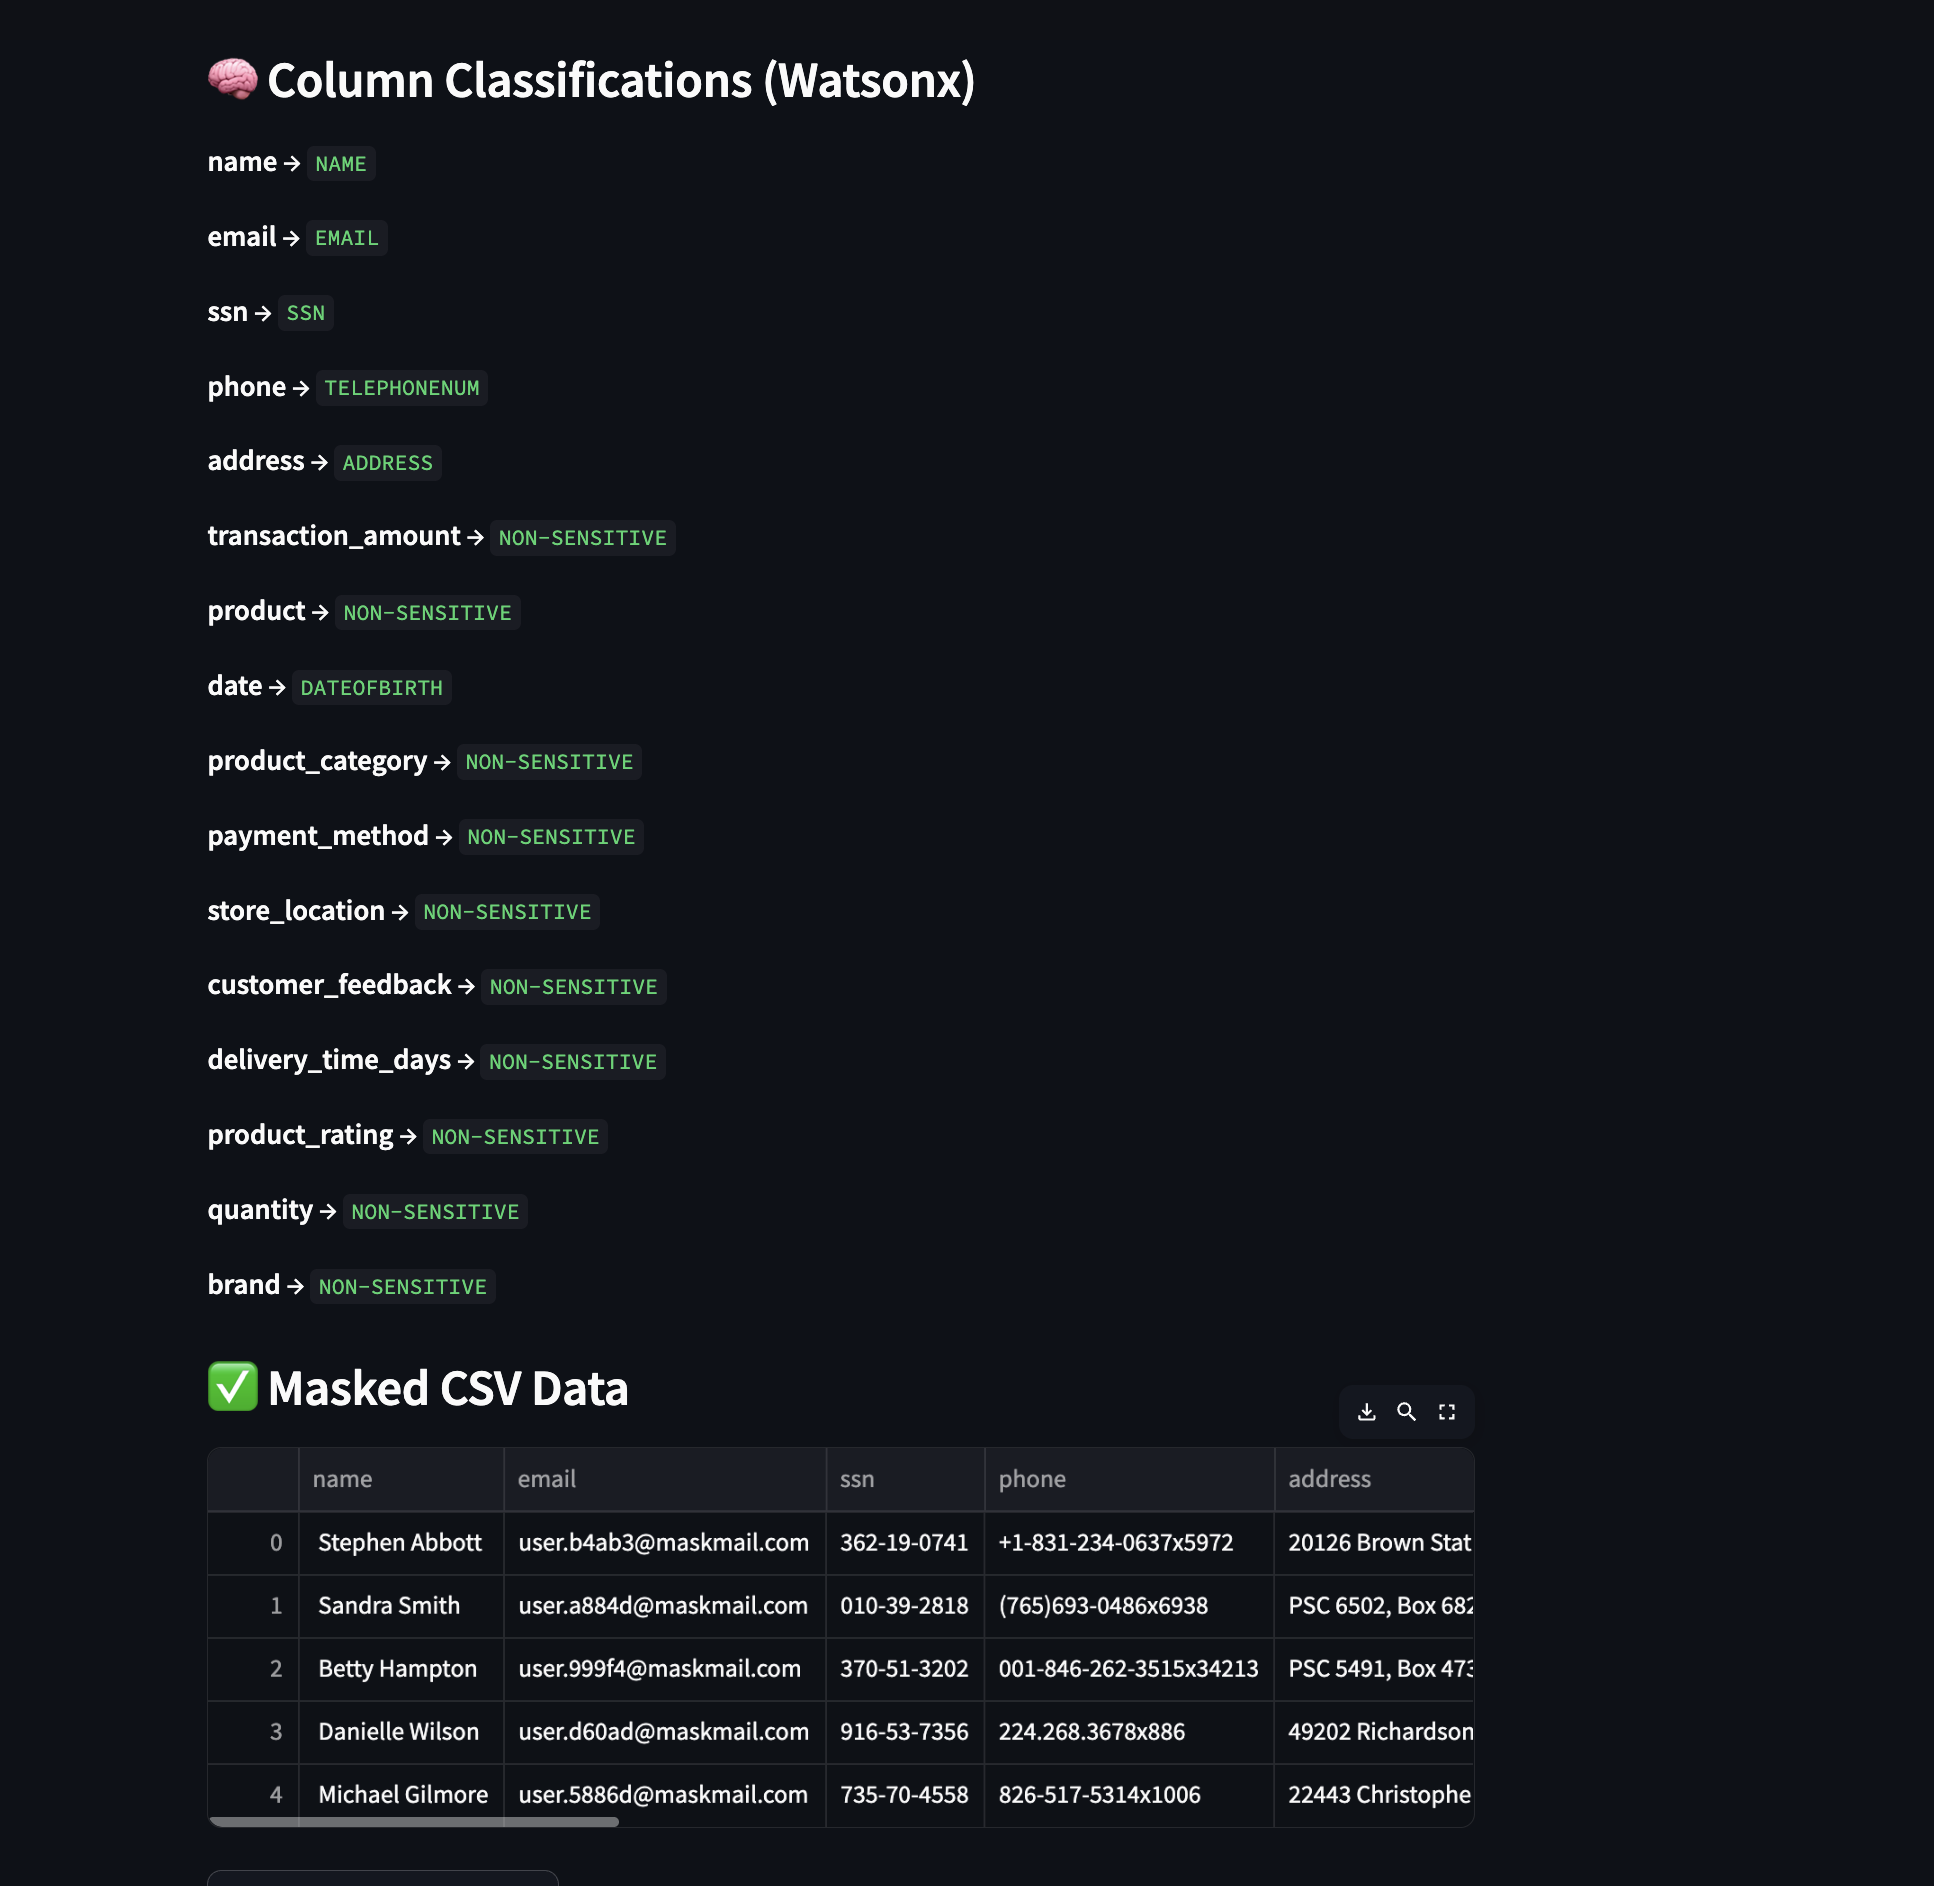 🧠 Column Classifications (Watsonx)
name → NAME
email → EMAIL
ssn → SSN
phone → TELEPHONENUM
address → ADDRESS
transaction_amount → NON-SENSITIVE
product → NON-SENSITIVE
date → DATEOFBIRTH
product_category → NON-SENSITIVE
payment_method → NON-SENSITIVE
store_location → NON-SENSITIVE
customer_feedback → NON-SENSITIVE
delivery_time_days → NON-SENSITIVE
product_rating → NON-SENSITIVE
quantity → NON-SENSITIVE
brand → NON-SENSITIVE
✅ Masked CSV Data
name email ssn phone address
0 Stephen Abbott user.b4ab3@maskmail.com 362-19-0741 +1-831-234-0637x5972 20126 Brown Stat
1 Sandra Smith user.a884d@maskmail.com 010-39-2818 (765)693-0486x6938 PSC 6502, Box 682
2 Betty Hampton user.999f4@maskmail.com 370-51-3202 001-846-262-3515x34213 PSC 5491, Box 473
3 Danielle Wilson user.d60ad@maskmail.com 916-53-7356 224.268.3678x886 49202 Richardson
4 Michael Gilmore user.5886d@maskmail.com 735-70-4558 826-517-5314x1006 22443 Christophe